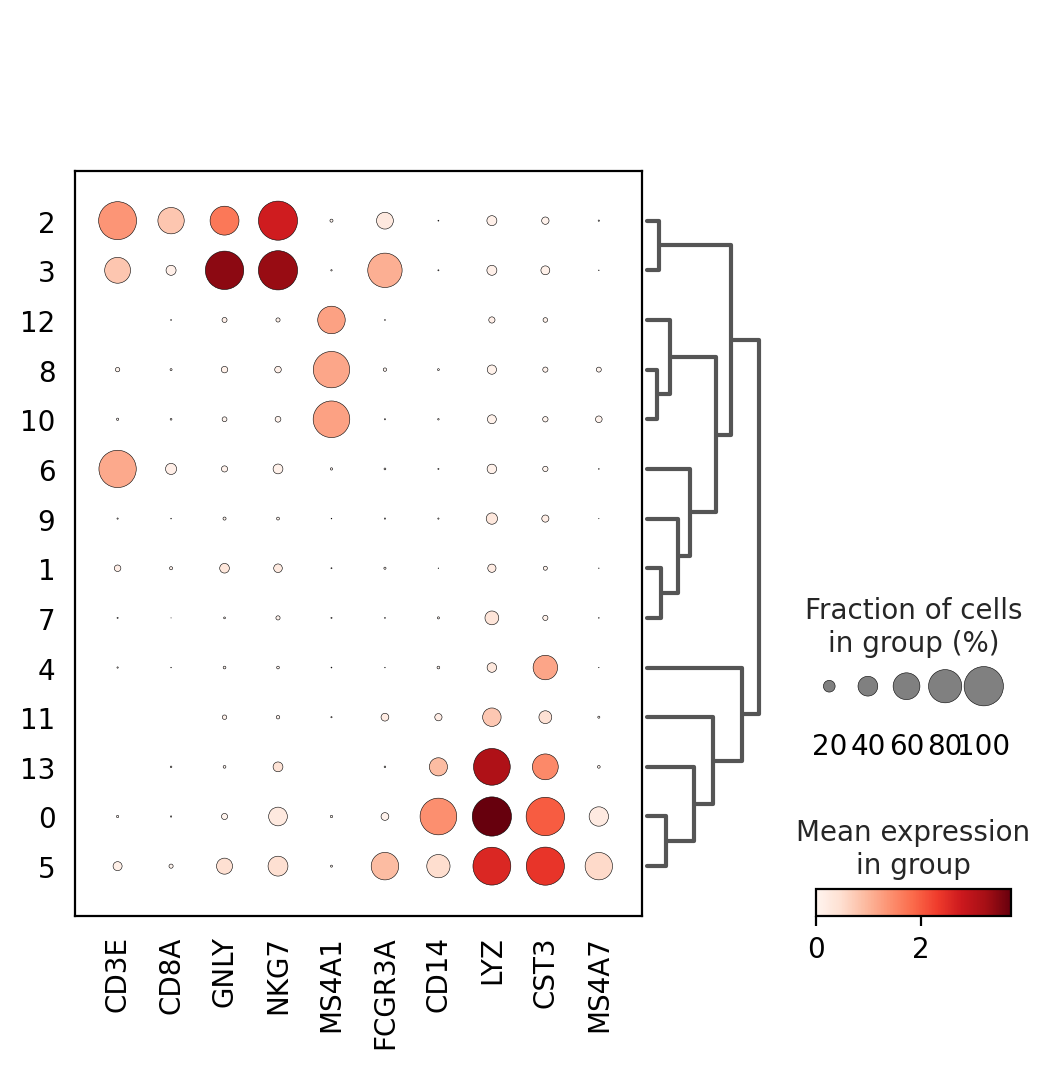 2
3
12
8
10
6
9
1
7
4
11
13
0
5
CD3E CD8A GNLY NKG7 MS4A1 FCGR3A CD14 LYZ CST3 MS4A7
Fraction of cells
in group (%)
20 40 60 80 100
Mean expression
in group
0 2